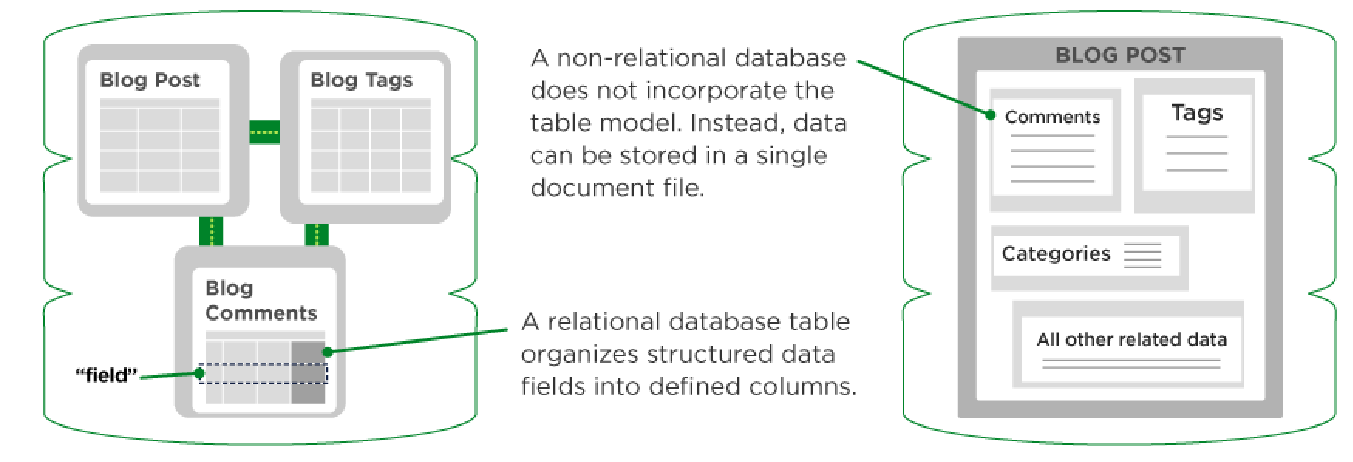 Blog Post
Blog Tags
Blog
Comments
"field"
A non-relational database
does not incorporate the
table model. Instead, data
can be stored in a single
document file.
A relational database table
organizes structured data
fields into defined columns.
BLOG POST
Comments
Tags
Categories
All other related data